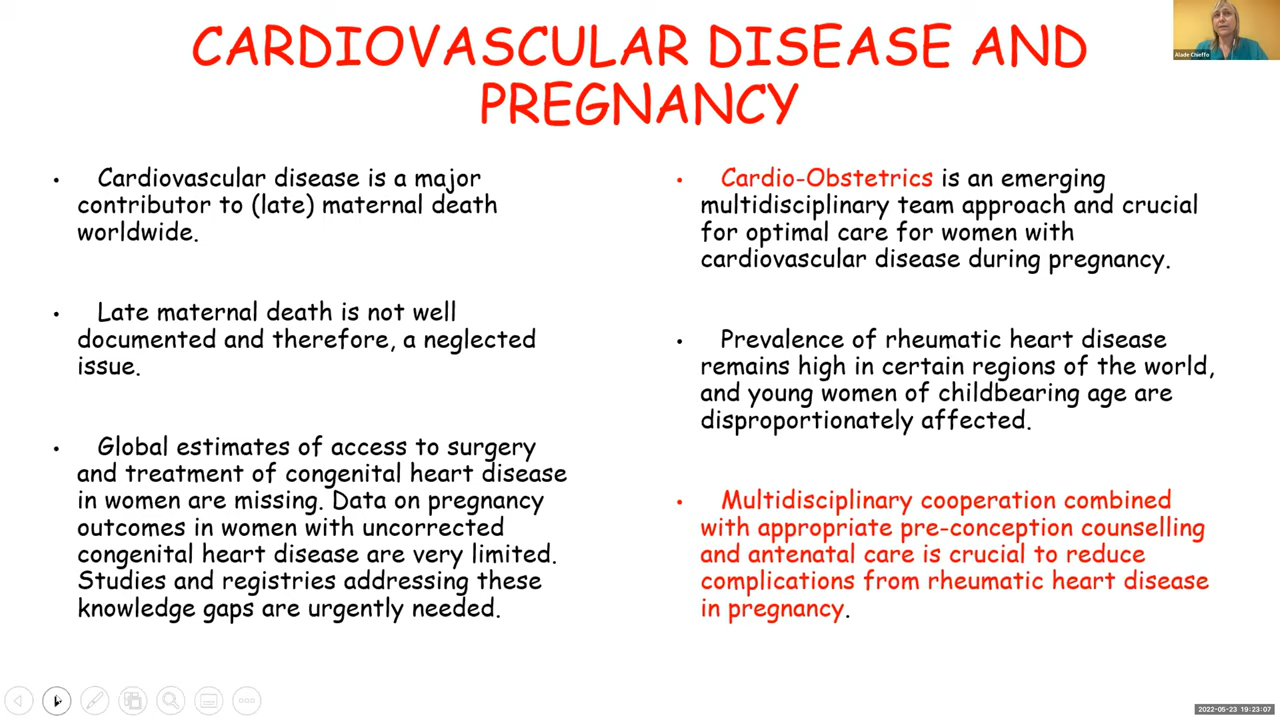 CARDIOVASCULAR DISEASE AND
PREGNANCY
Alade Chieffo
• Cardiovascular disease is a major
contributor to (late) maternal death
worldwide.
• Late maternal death is not well
documented and therefore, a neglected
issue.
• Global estimates of access to surgery
and treatment of congenital heart disease
in women are missing. Data on pregnancy
outcomes in women with uncorrected
congenital heart disease are very limited.
Studies and registries addressing these
knowledge gaps are urgently needed.
• Cardio-Obstetrics is an emerging
multidisciplinary team approach and crucial
for optimal care for women with
cardiovascular disease during pregnancy.
• Prevalence of rheumatic heart disease
remains high in certain regions of the world,
and young women of childbearing age are
disproportionately affected.
• Multidisciplinary cooperation combined
with appropriate pre-conception counselling
and antenatal care is crucial to reduce
complications from rheumatic heart disease
in pregnancy.
2022-05-23 19:23:07